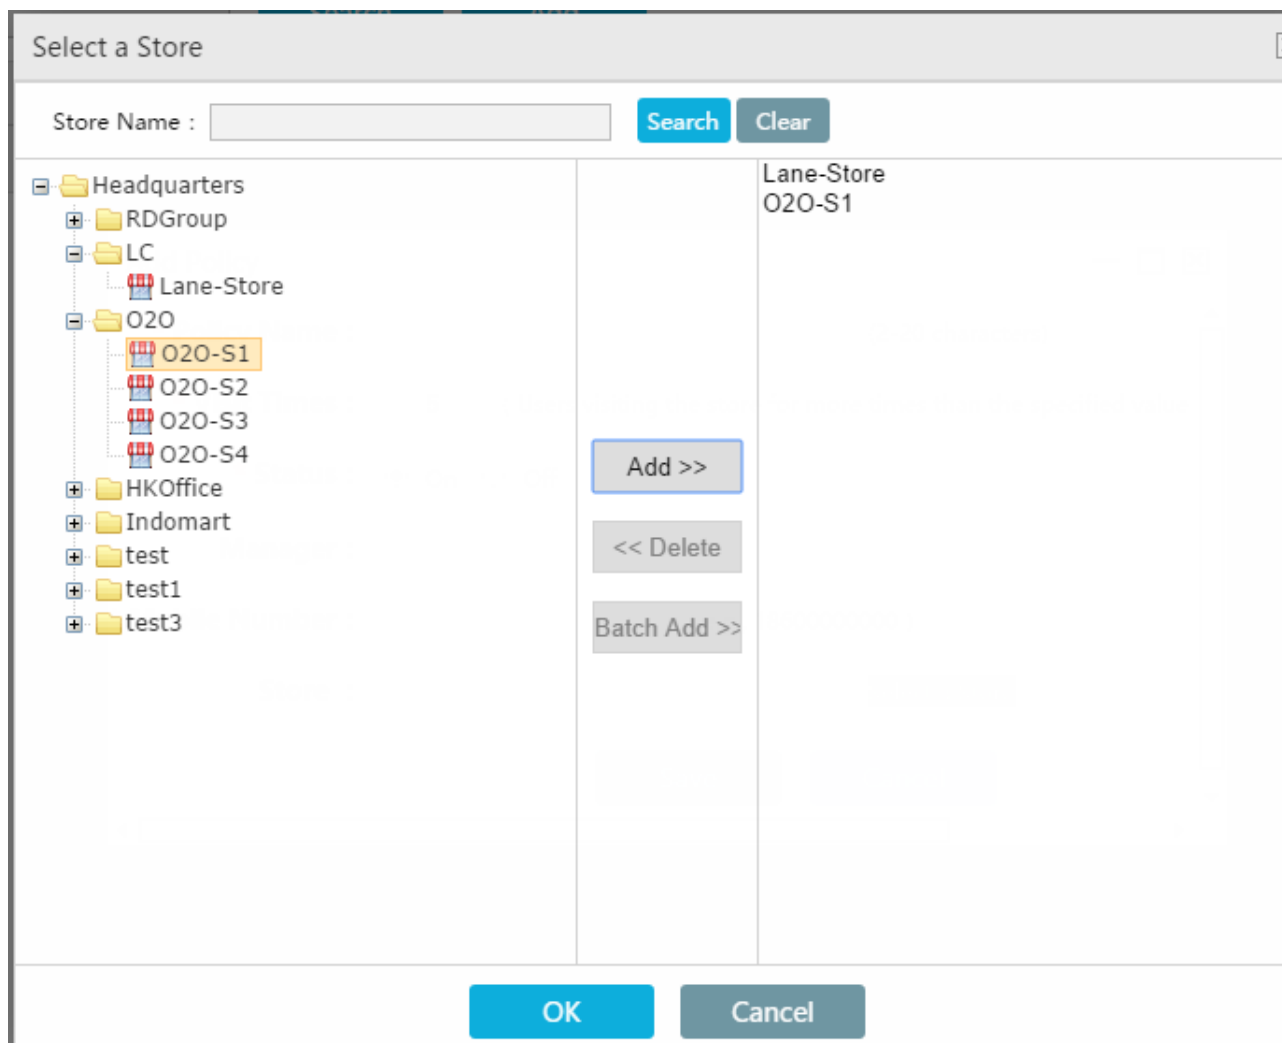 Select a Store
Store Name :
Search
Clear
Headquarters
RDGroup
LC
Lane-Store
O2O
O2O-S1
O2O-S2
O2O-S3
O2O-S4
HKOffice
Indomart
test
test1
test3
Add >>
<< Delete
Batch Add >>
Lane-Store
O2O-S1
OK
Cancel